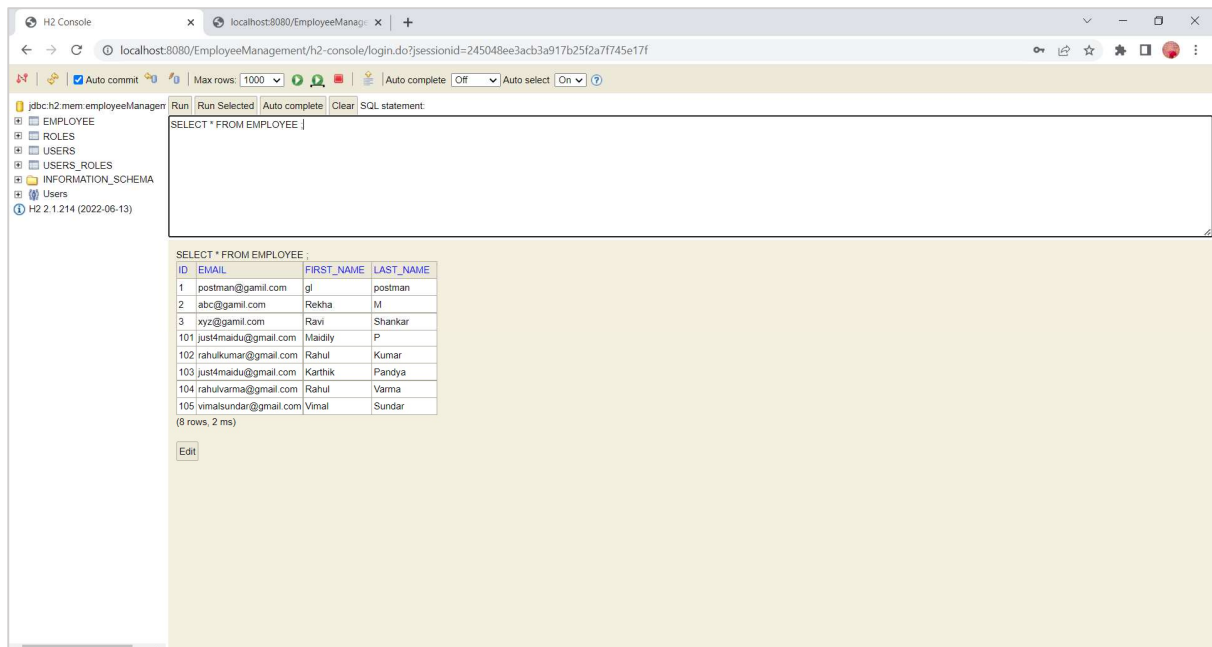 H2 Console
localhost:8080/EmployeeManage
localhost:8080/EmployeeManagement/h2-console/login.do?jsessionid=245048ee3acb3a917b25f2a7f745e17f
Auto commit Max rows: 1000 Auto complete Off Auto select On ?
jdbc:h2:mem:employeeManagem Run Run Selected Auto complete Clear SQL statement:
EMPLOYEE
ROLES
USERS
USERS_ROLES
INFORMATION_SCHEMA
Users
H2 2.1.214 (2022-06-13)
SELECT * FROM EMPLOYEE ;
SELECT * FROM EMPLOYEE ;
ID EMAIL FIRST_NAME LAST_NAME
1 postman@gamil.com gl postman
2 abc@gamil.com Rekha M
3 xyz@gamil.com Ravi Shankar
101 just4maidu@gmail.com Maidily P
102 rahulkumar@gmail.com Rahul Kumar
103 just4maidu@gmail.com Karthik Pandya
104 rahulvarma@gmail.com Rahul Varma
105 vimalsundar@gmail.com Vimal Sundar
(8 rows, 2 ms)
Edit